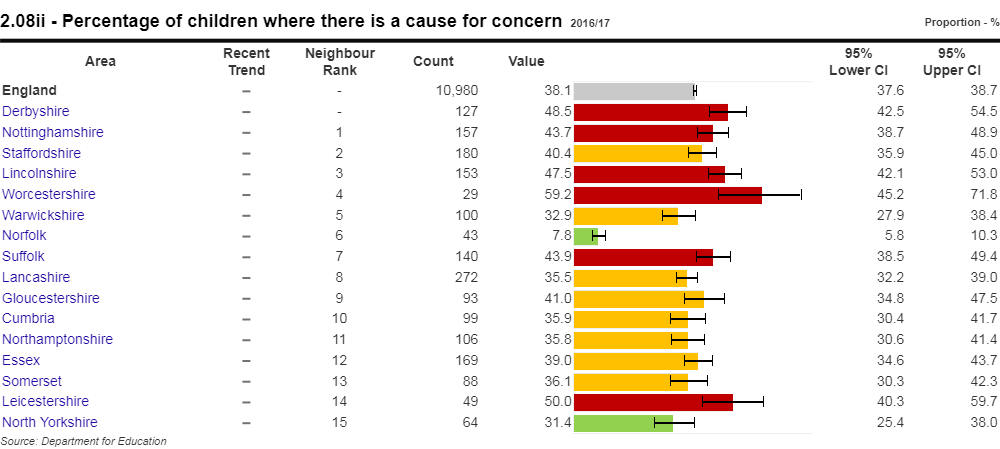 2.08ii - Percentage of children where there is a cause for concern 2016/17 Proportion - %
Area Recent Trend Neighbour Rank Count Value 95% Lower CI 95% Upper CI
England – - 10,980 38.1 37.6 38.7
Derbyshire – - 127 48.5 42.5 54.5
Nottinghamshire – 1 157 43.7 38.7 48.9
Staffordshire – 2 180 40.4 35.9 45.0
Lincolnshire – 3 153 47.5 42.1 53.0
Worcestershire – 4 29 59.2 45.2 71.8
Warwickshire – 5 100 32.9 27.9 38.4
Norfolk – 6 43 7.8 5.8 10.3
Suffolk – 7 140 43.9 38.5 49.4
Lancashire – 8 272 35.5 32.2 39.0
Gloucestershire – 9 93 41.0 34.8 47.5
Cumbria – 10 99 35.9 30.4 41.7
Northamptonshire – 11 106 35.8 30.6 41.4
Essex – 12 169 39.0 34.6 43.7
Somerset – 13 88 36.1 30.3 42.3
Leicestershire – 14 49 50.0 40.3 59.7
North Yorkshire – 15 64 31.4 25.4 38.0
Source: Department for Education